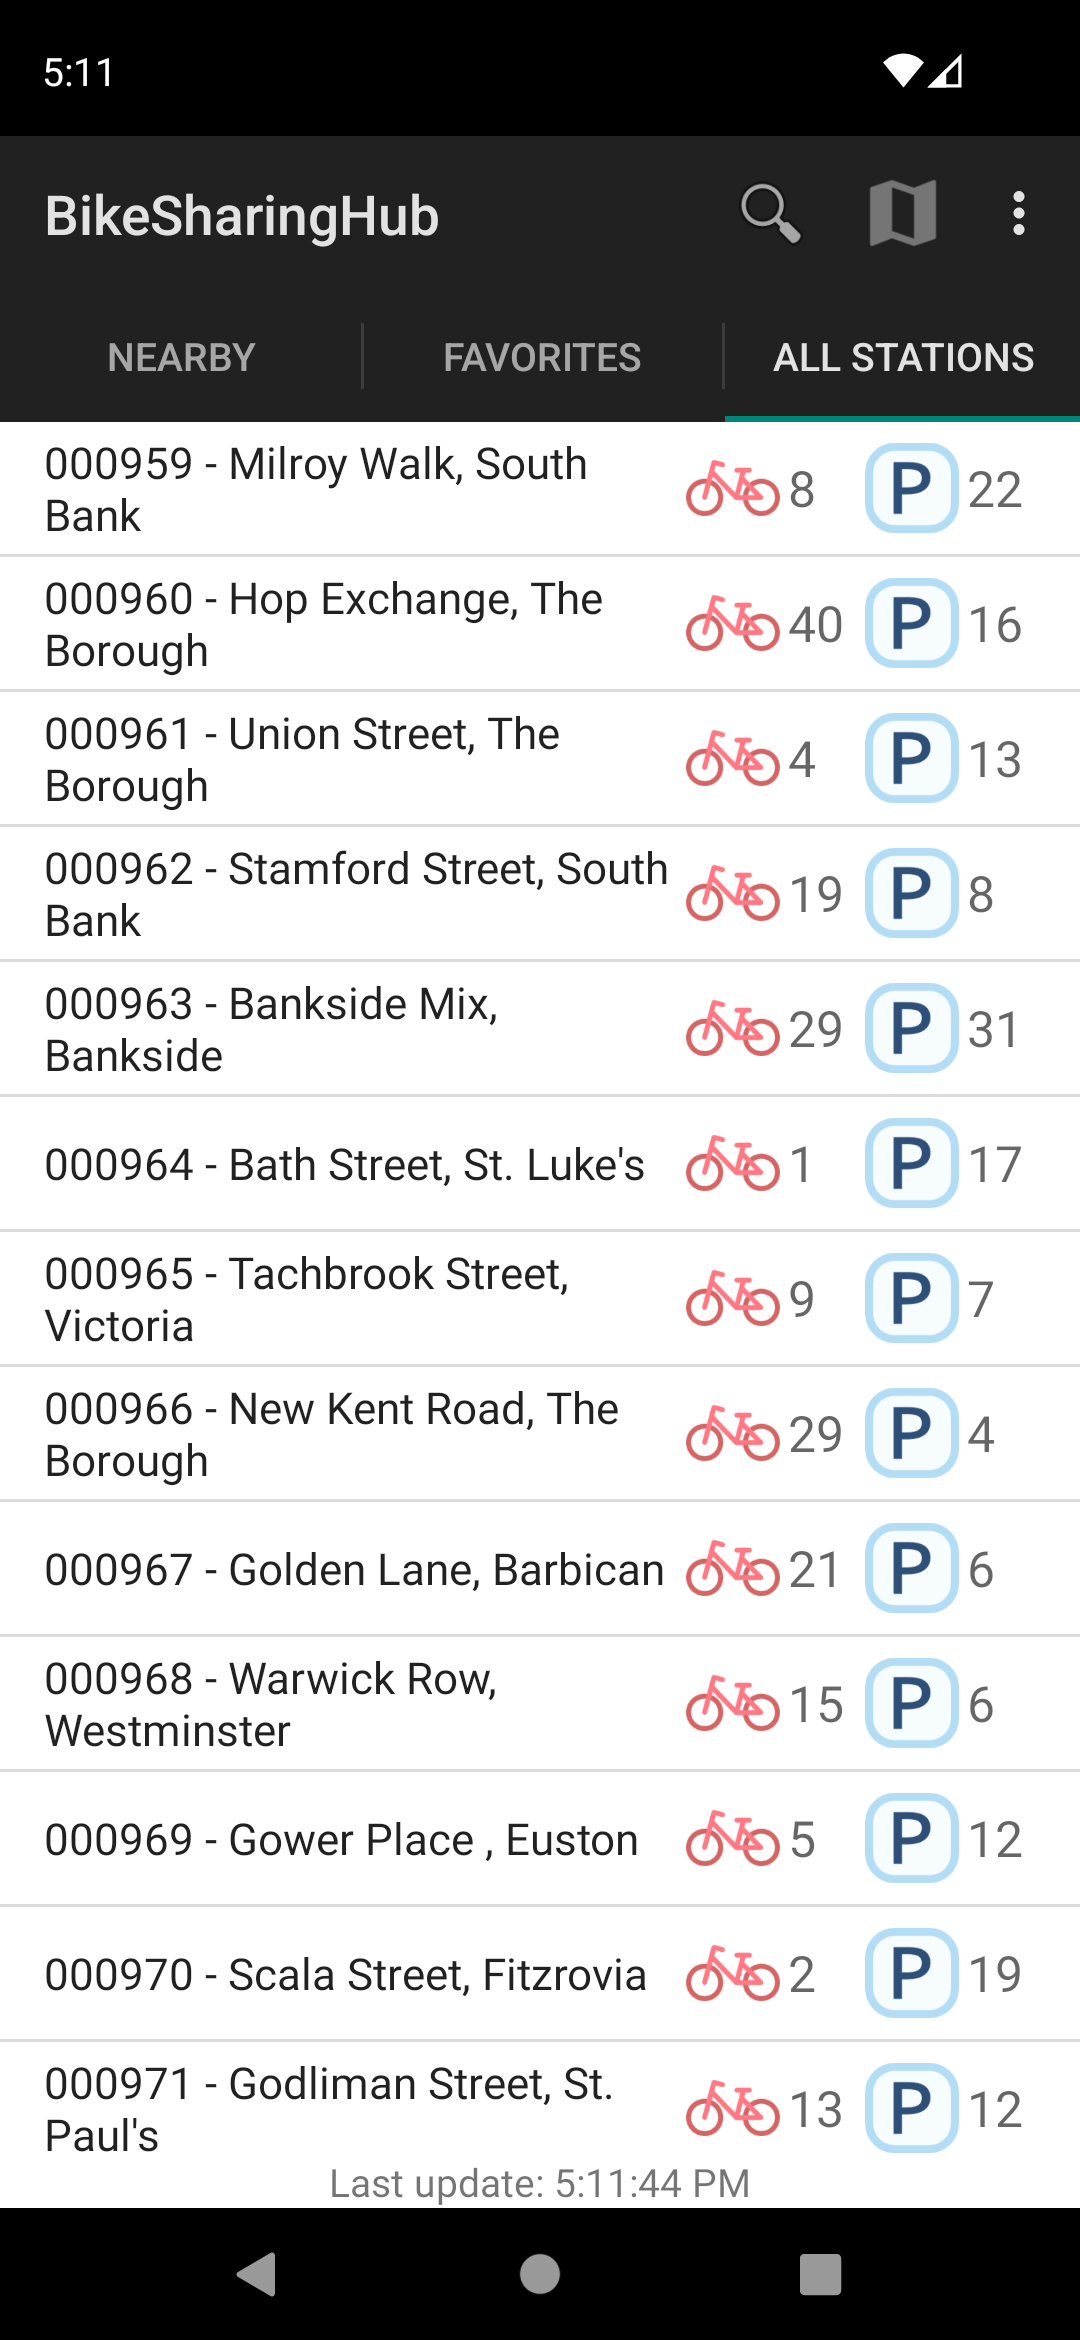 5:11
BikeSharingHub
NEARBY
FAVORITES
ALL STATIONS
000959 - Milroy Walk, South
Bank
8
P
22
000960 - Hop Exchange, The
Borough
40
P
16
000961 - Union Street, The
Borough
4
P
13
000962 - Stamford Street, South
Bank
19
P
8
000963 - Bankside Mix,
Bankside
29
P
31
000964 - Bath Street, St. Luke's
1
P
17
000965 - Tachbrook Street,
Victoria
9
P
7
000966 - New Kent Road, The
Borough
29
P
4
000967 - Golden Lane, Barbican
21
P
6
000968 - Warwick Row,
Westminster
15
P
6
000969 - Gower Place , Euston
5
P
12
000970 - Scala Street, Fitzrovia
2
P
19
000971 - Godliman Street, St.
Paul's
13
P
12
Last update: 5:11:44 PM